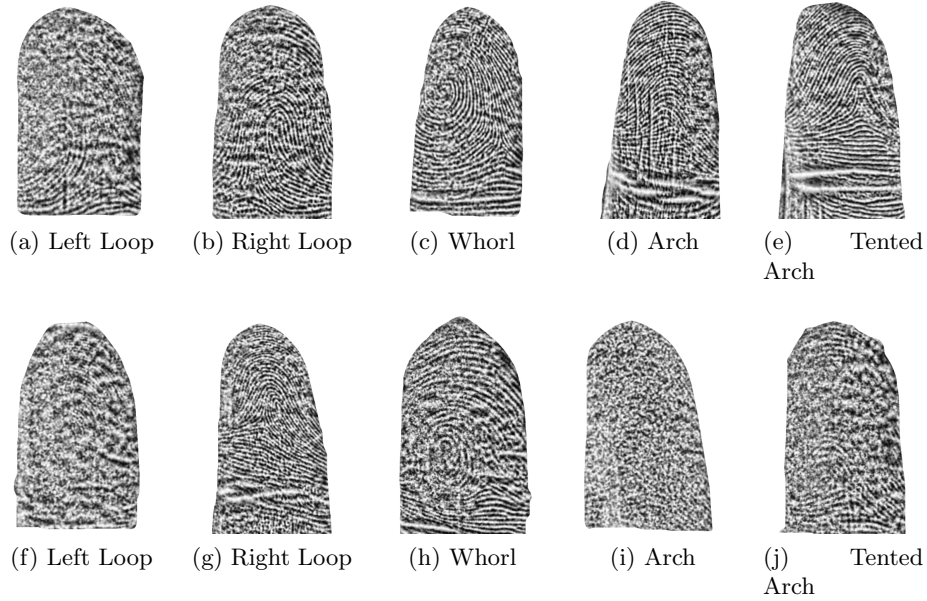 (a) Left Loop
(b) Right Loop
(c) Whorl
(d) Arch
(e) Tented
Arch
(f) Left Loop
(g) Right Loop
(h) Whorl
(i) Arch
(j) Tented
Arch